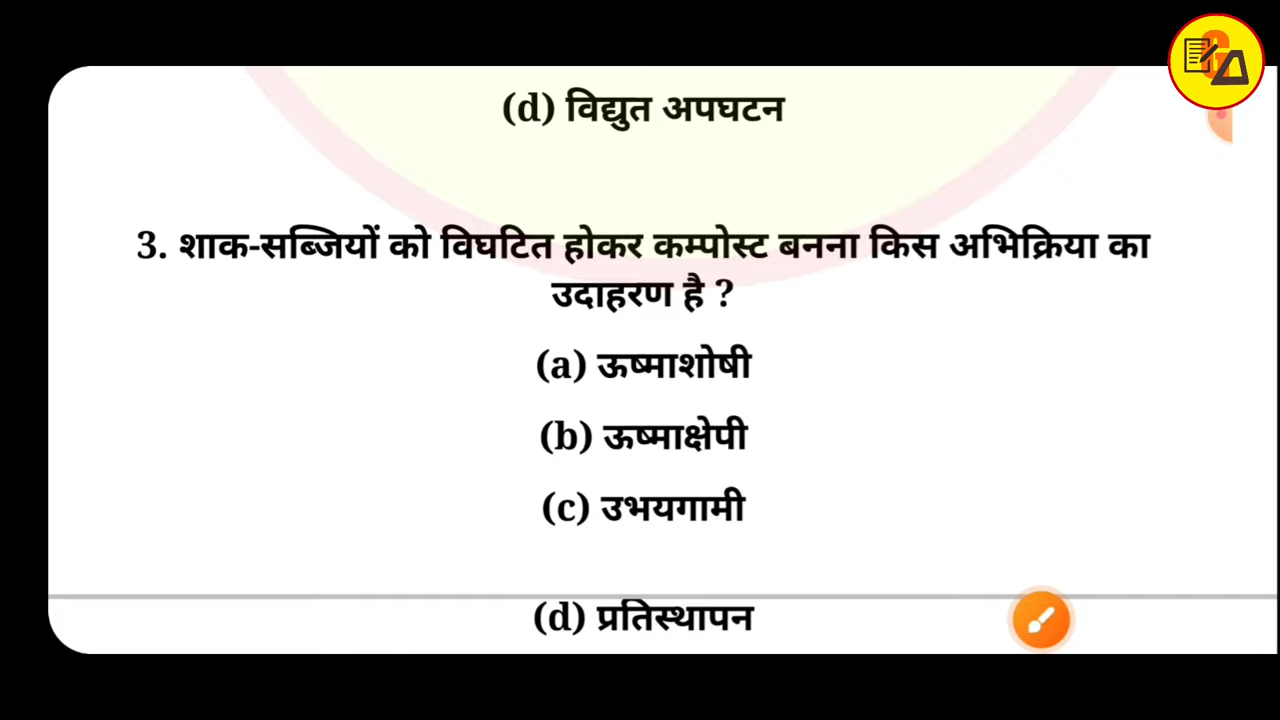 (d) विद्युत अपघटन
3. शाक-सब्जियों को विघटित होकर कम्पोस्ट बनना किस अभिक्रिया का
उदाहरण है ?
(a) ऊष्माशोषी
(b) ऊष्माक्षेपी
(c) उभयगामी
(d) प्रतिस्थापन